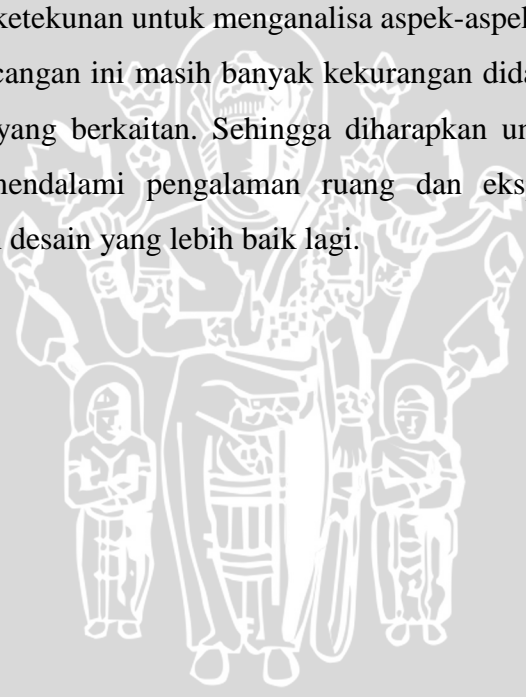 ketekunan untuk menganalisa aspek-aspek
cangan ini masih banyak kekurangan dida
yang berkaitan. Sehingga diharapkan un
nendalami pengalaman ruang dan eks
desain yang lebih baik lagi.